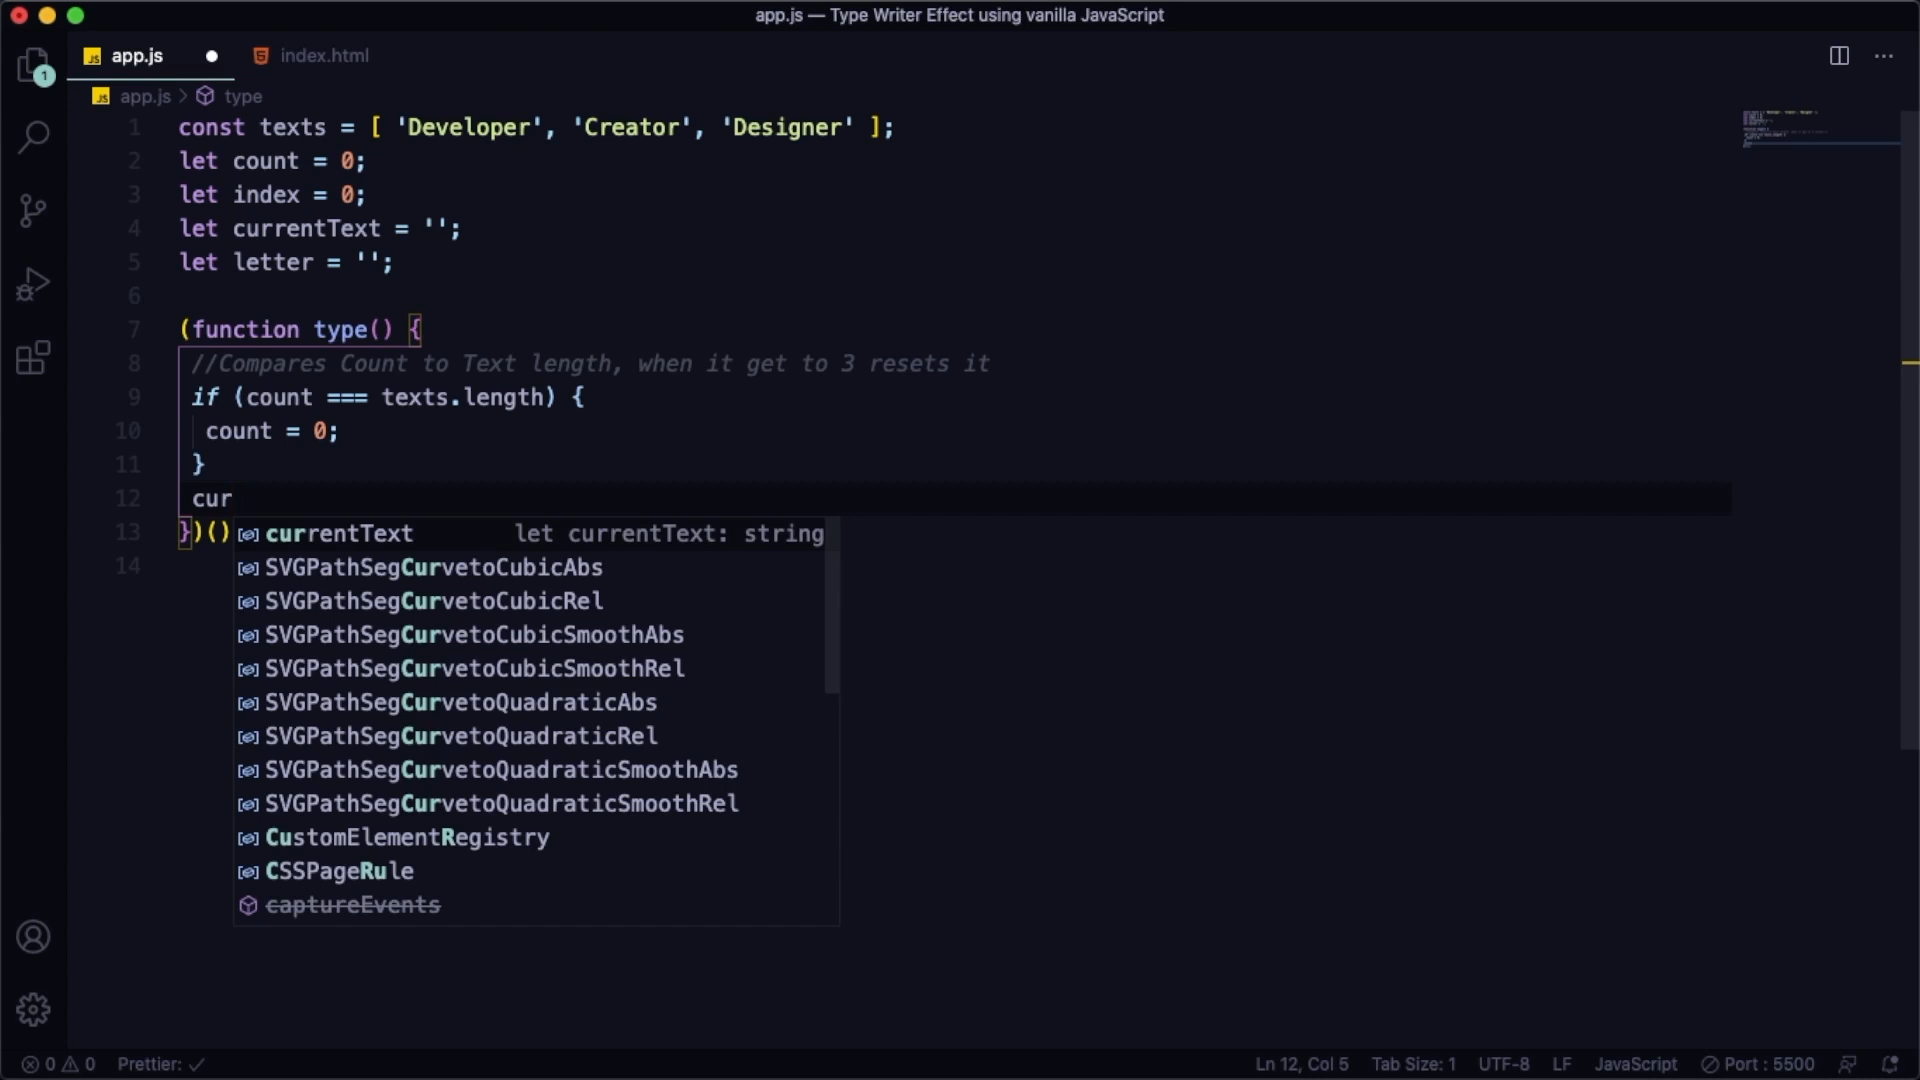 app.js — Type Writer Effect using vanilla JavaScript
JS app.js index.html
1
JS app.js > type
1 const texts = [ 'Developer', 'Creator', 'Designer' ];
2 let count = 0;
3 let index = 0;
4 let currentText = '';
5 let letter = '';
6
7 (function type() {
8 //Compares Count to Text length, when it get to 3 resets it
9 if (count === texts.length) {
10 count = 0;
11 }
12 cur
13 })()
currentText let currentText: string
SVGPathSegCurvetoCubicAbs
14
SVGPathSegCurvetoCubicRel
SVGPathSegCurvetoCubicSmoothAbs
SVGPathSegCurvetoCubicSmoothRel
SVGPathSegCurvetoQuadraticAbs
SVGPathSegCurvetoQuadraticRel
SVGPathSegCurvetoQuadraticSmoothAbs
SVGPathSegCurvetoQuadraticSmoothRel
CustomElementRegistry
CSSPageRule
captureEvents
0 0 Prettier: ✓ Ln 12, Col 5 Tab Size: 1 UTF-8 LF JavaScript Port : 5500